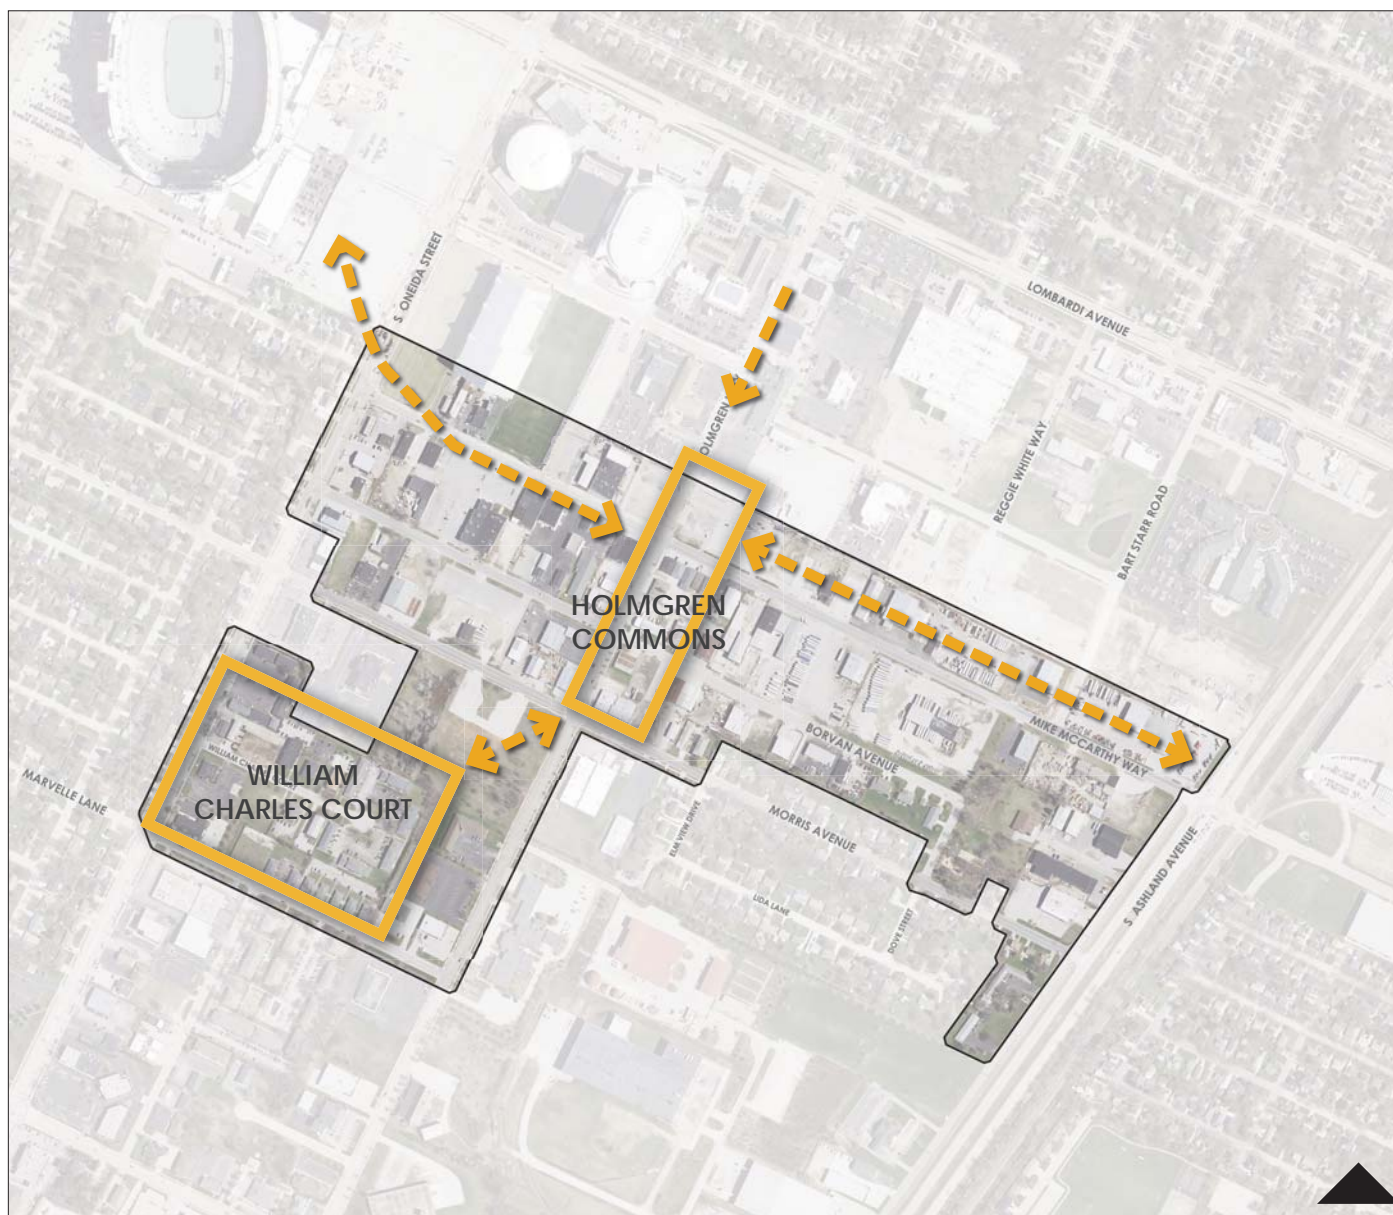 S. ONEIDA STREET
LOMBARDI AVENUE
REGGIE WHITE WAY
BART STARR ROAD
HOLMGREN
COMMONS
MIKE MCCARTHY WAY
BORVAN AVENUE
WILLIAM
CHARLES COURT
MARVELLE LANE
ELM VIEW DRIVE
MORRIS AVENUE
LIDA LANE
DOVE STREET
S. ASHLAND AVENUE